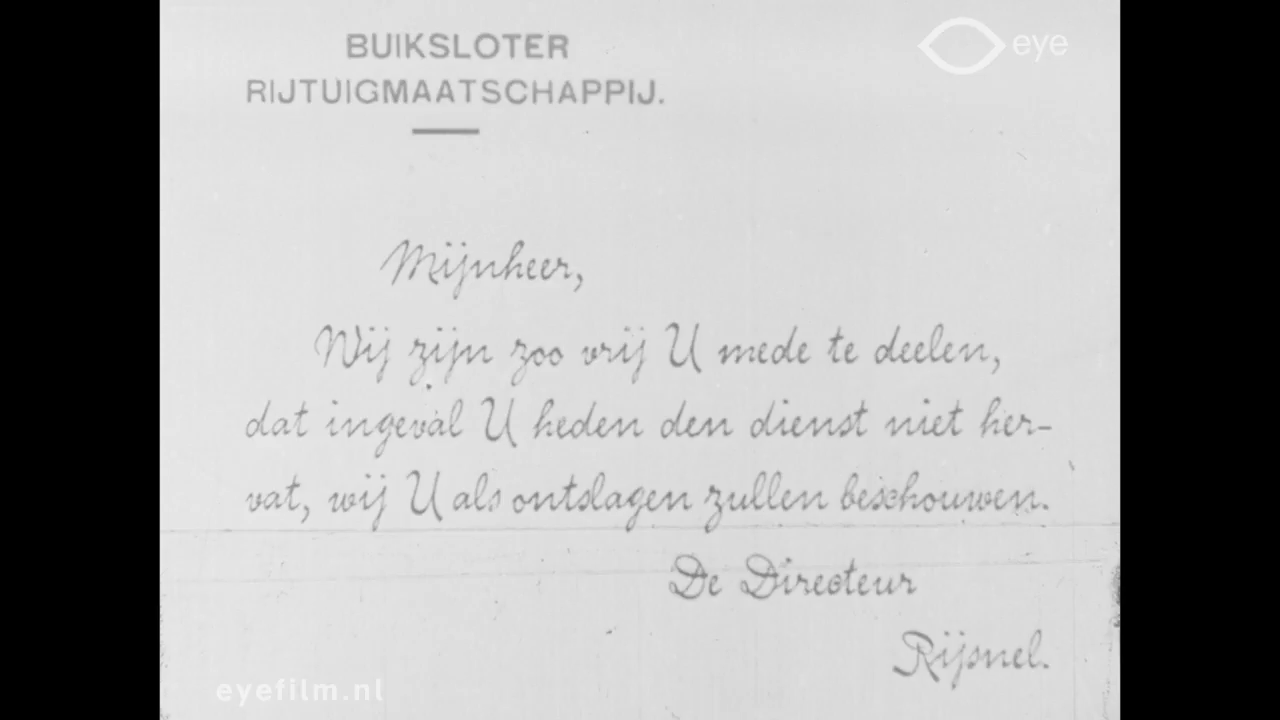 BUIKSLOTER
eye
RIJTUIGMAATSCHAPPIJ.
Mijnheer,
Wij zijn zoo vrij U mede te deelen,
dat ingeval U heden den dienst niet her-
vat, wij U als ontslagen zullen beschouwen.
De Directeur
Rijsnel.
eyefilm.nl